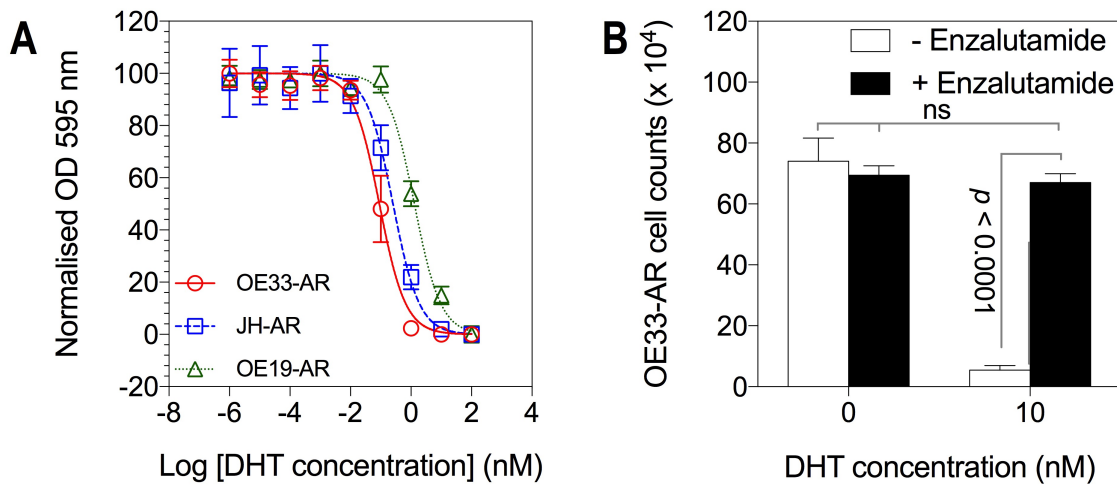 A
Normalised OD 595 nm
120
100
80
60
40
20
0
-20
OE33-AR
JH-AR
OE19-AR
-8
-6
-4
-2
0
2
4
Log [DHT concentration] (nM)
B
OE33-AR cell counts (x 10⁴)
120
100
80
60
40
20
0
- Enzalutamide
+ Enzalutamide
ns
p < 0.0001
0
10
DHT concentration (nM)